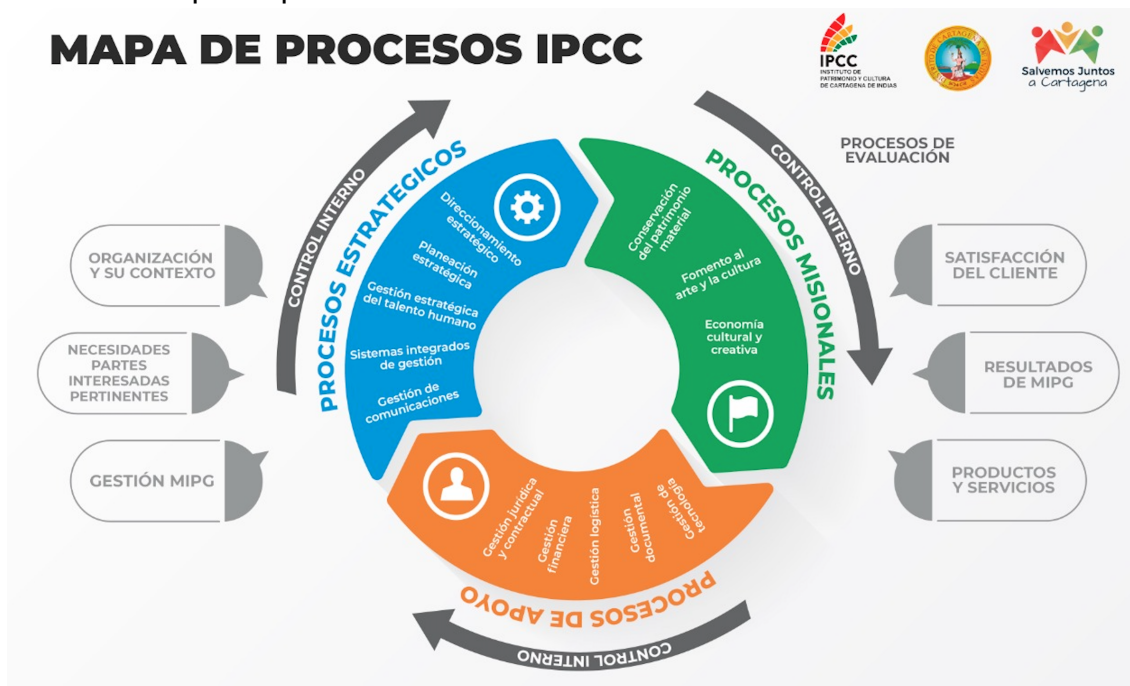 MAPA DE PROCESOS IPCC
IPCC
INSTITUTO DE
PATRIMONIO Y CULTURA
DE CARTAGENA DE INDIAS
Salvemos Juntos
a Cartagena
PROCESOS DE
EVALUACIÓN
CONTROL INTERNO
PROCESOS ESTRATEGICOS
Direccionamiento
estratégico
Planeación
estratégica
Gestión estratégica
del talento humano
Sistemas integrados
de gestión
Gestión de
comunicaciones
CONTROL INTERNO
PROCESOS MISIONALES
Conservación
del patrimonio
material
Fomento al
arte y la cultura
Economía
cultural y
creativa
ORGANIZACIÓN
Y SU CONTEXTO
NECESIDADES
PARTES
INTERESADAS
PERTINENTES
GESTIÓN MIPG
SATISFACCIÓN
DEL CLIENTE
RESULTADOS
DE MIPG
PRODUCTOS
Y SERVICIOS
Gestión jurídica
y contractual
Gestión
financiera
Gestión logística
Gestión
documental
Gestión de
tecnología
PROCESOS DE APOYO
CONTROL INTERNO